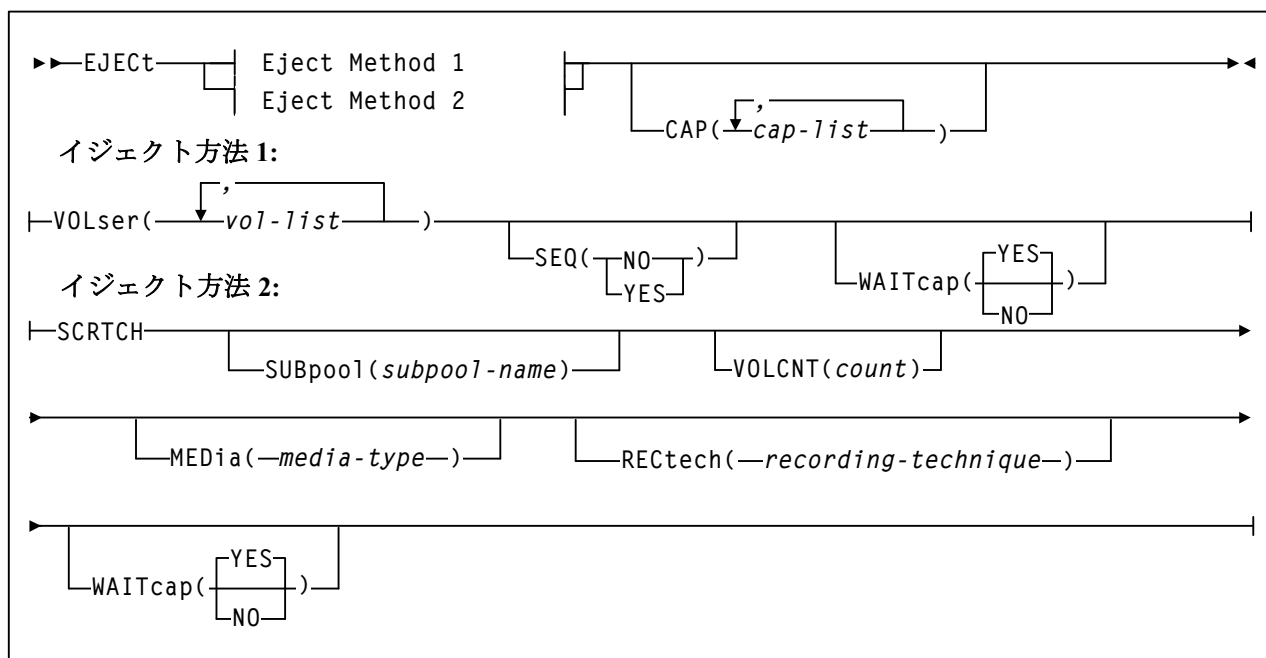 EJECt Eject Method 1
Eject Method 2
,
CAP( cap-list )
イジェクト方法 1:
,
VOLser( vol-list )
SEQ( NO )
YES
YES
WAITcap( )
NO
イジェクト方法 2:
SCRTCH
SUBpool(subpool-name)
VOLCNT(count)
MEDia( media-type )
RECtech( recording-technique )
YES
WAITcap( )
NO